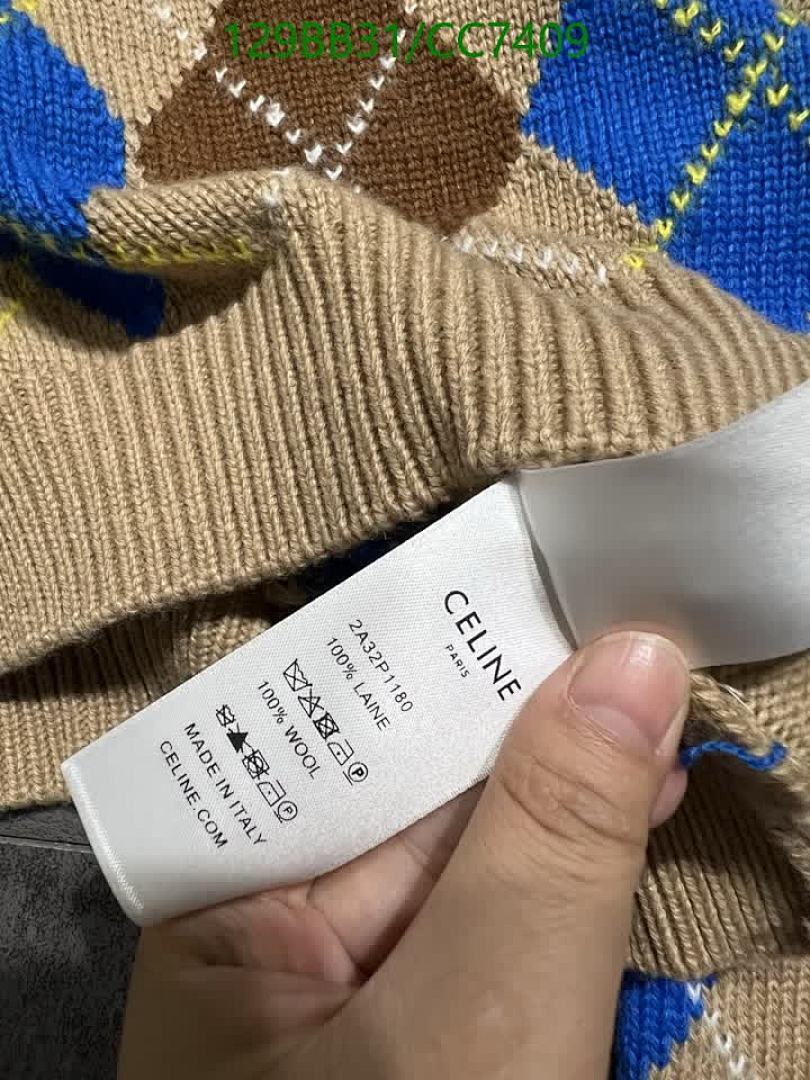 129BB31/CC7409
CELINE
PARIS
2A32P1180
100% LAINE
100% WOOL
MADE IN ITALY
CELINE.COM